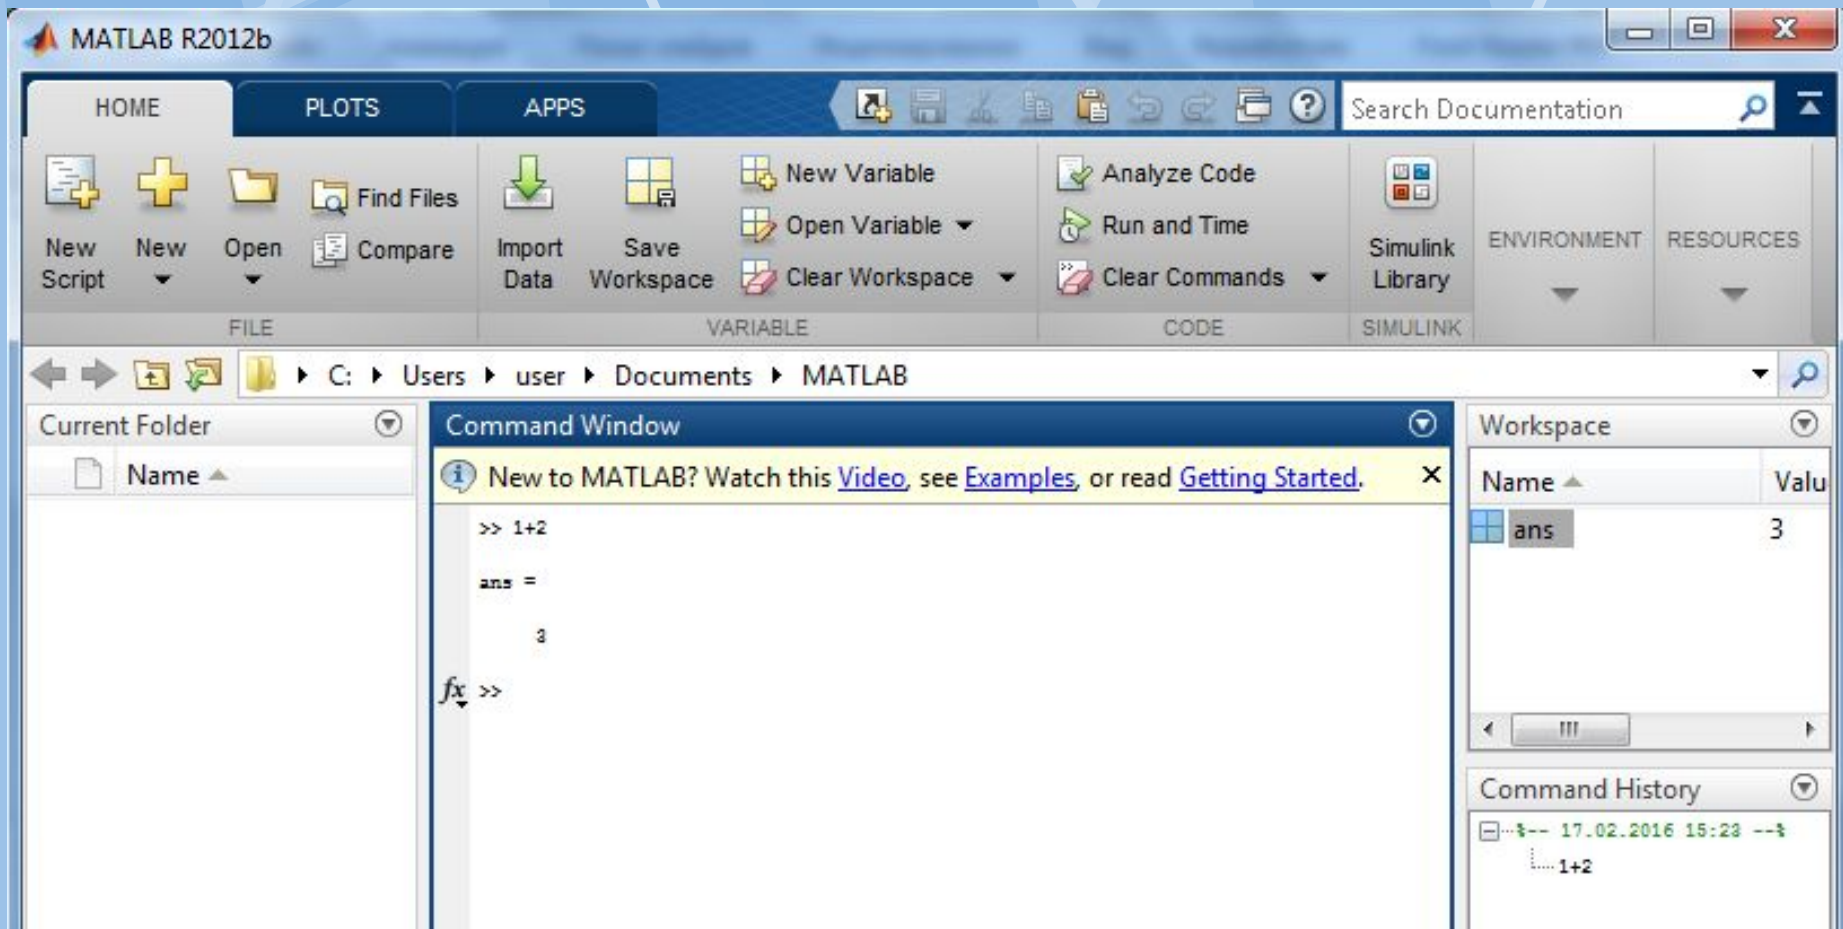 MATLAB R2012b
HOME PLOTS APPS Search Documentation
New Script
New
Open
Find Files
Compare
FILE
Import Data
Save Workspace
New Variable
Open Variable
Clear Workspace
VARIABLE
Analyze Code
Run and Time
Clear Commands
CODE
Simulink Library
SIMULINK
ENVIRONMENT
RESOURCES
C: Users user Documents MATLAB
Current Folder
Name
Command Window
New to MATLAB? Watch this Video, see Examples, or read Getting Started.
>> 1+2
ans =
3
fx >>
Workspace
Name Valu
ans 3
Command History
%-- 17.02.2016 15:23 --%
1+2